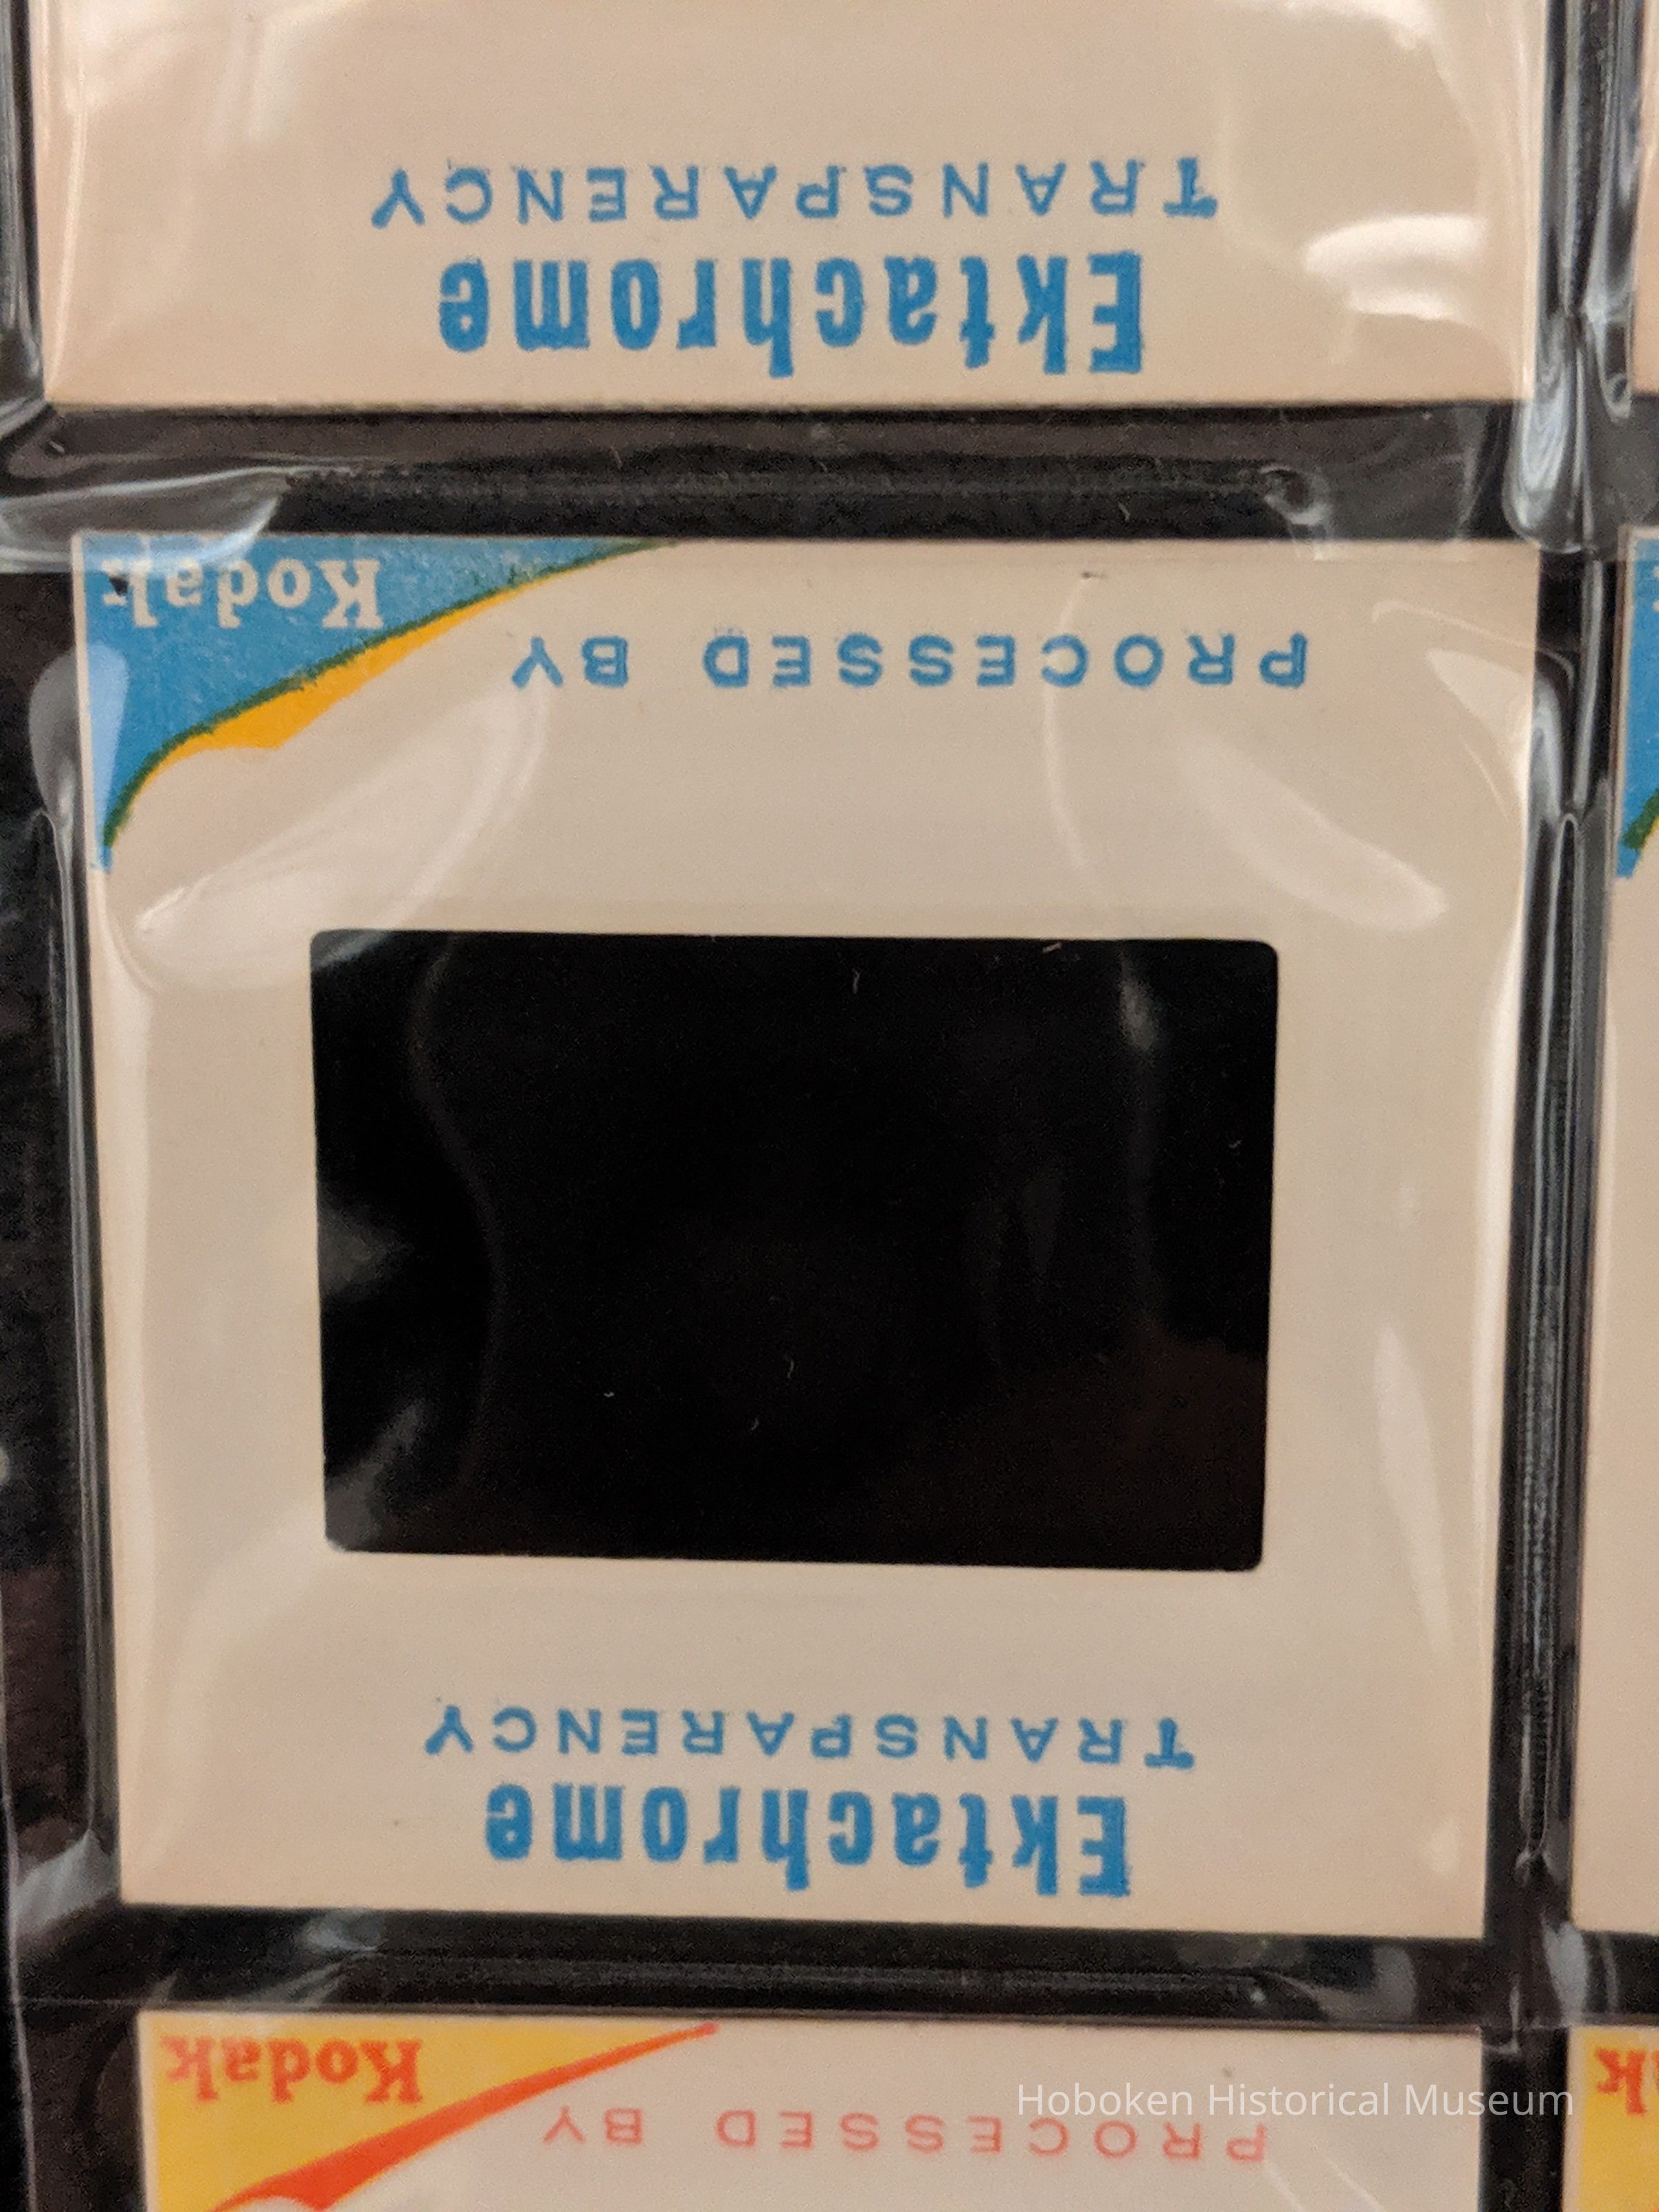 Ektachrome
TRANSPARENCY
PROCESSED BY
Kodak
Ektachrome
TRANSPARENCY
PROCESSED BY
Kodak
Hoboken Historical Museum